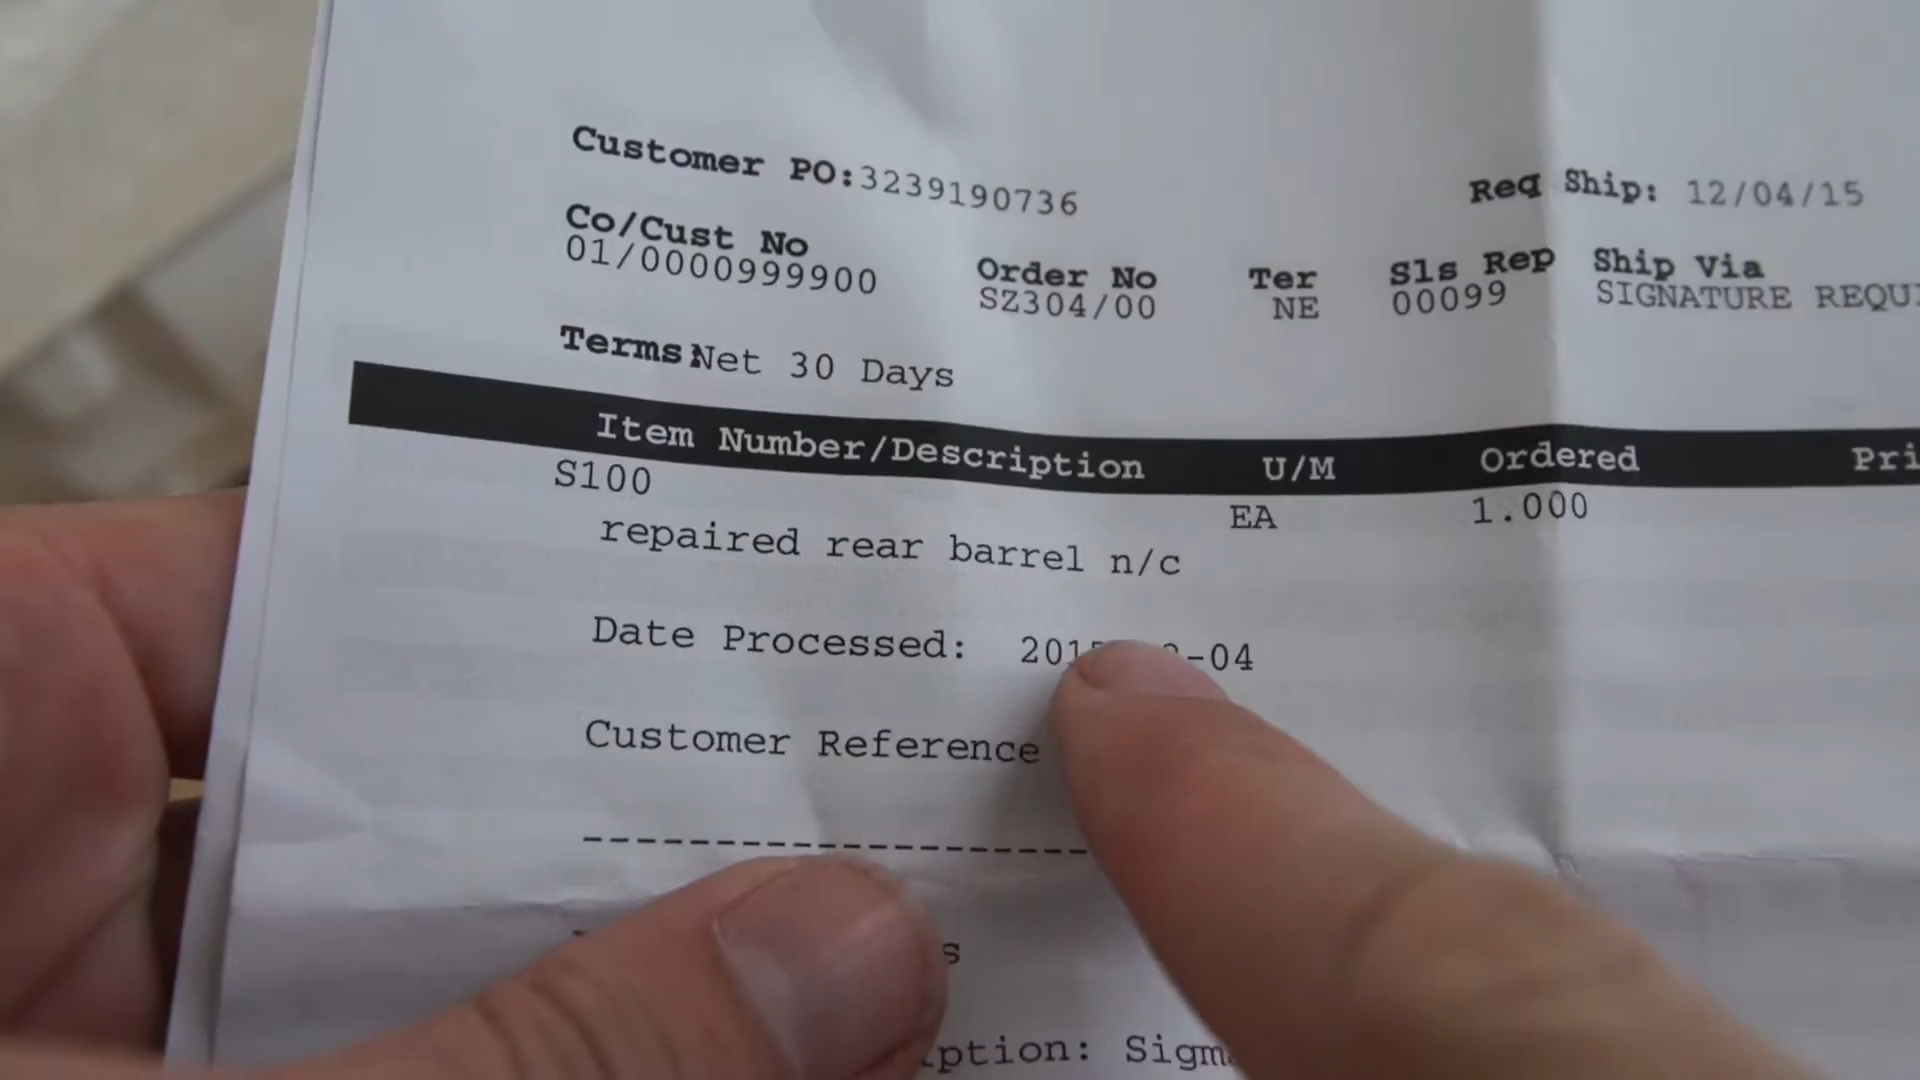 Customer PO:3239190736
Req Ship: 12/04/15
Co/Cust No
Order No
Ter
Sls Rep
Ship Via
01/0000999900
SZ304/00
NE
00099
SIGNATURE
Terms:Net 30 Days
Item Number/Description
U/M
Ordered
S100
EA
1.000
repaired rear barrel n/c
Date Processed:
Customer Reference